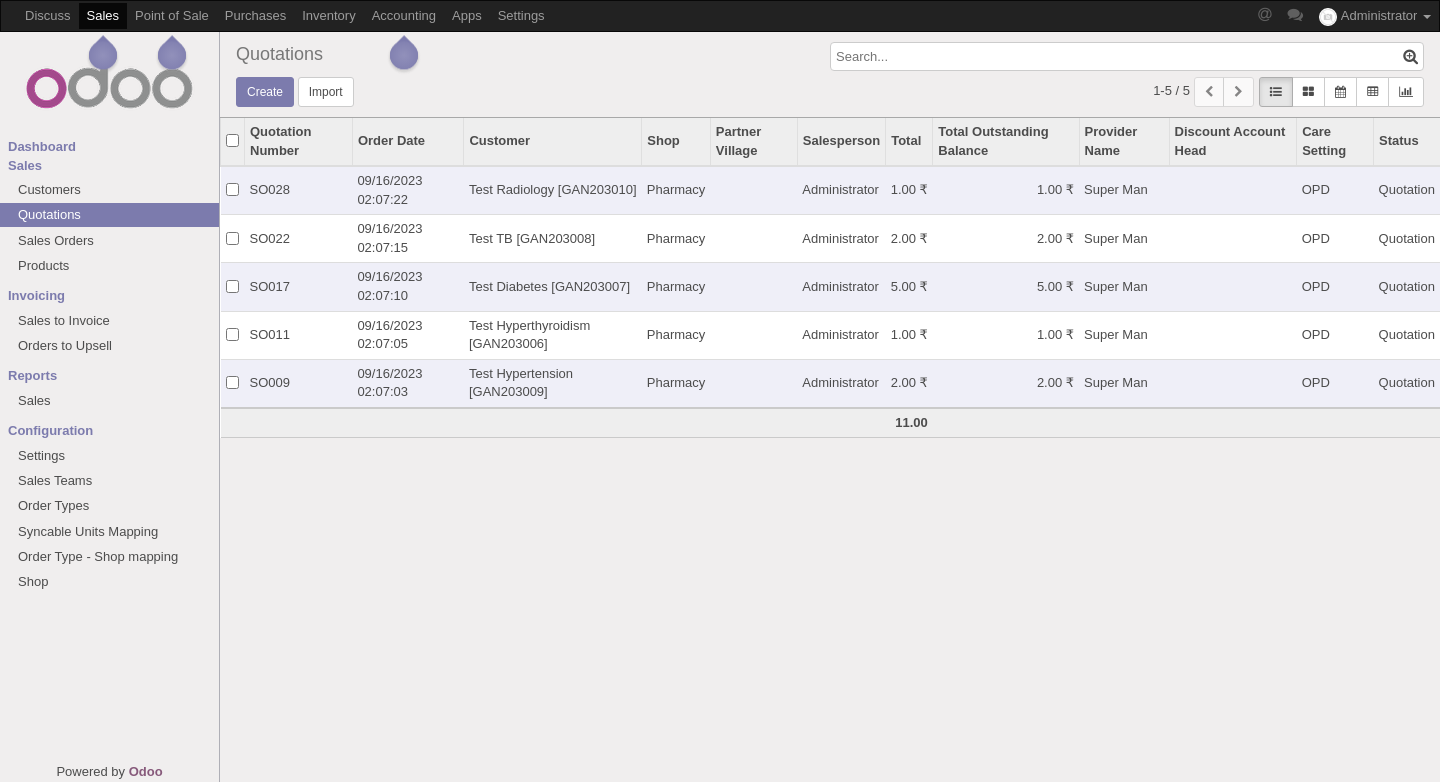 Discuss Sales Point of Sale Purchases Inventory Accounting Apps Settings @ Administrator
odoo
Quotations
Search...
Create Import
1-5 / 5
Dashboard
Sales
Customers
Quotations
Sales Orders
Products
Invoicing
Sales to Invoice
Orders to Upsell
Reports
Sales
Configuration
Settings
Sales Teams
Order Types
Syncable Units Mapping
Order Type - Shop mapping
Shop
Powered by Odoo
Quotation Number Order Date Customer Shop Partner Village Salesperson Total Total Outstanding Balance Provider Name Discount Account Head Care Setting Status
SO028 09/16/2023 02:07:22 Test Radiology [GAN203010] Pharmacy Administrator 1.00 ₹ 1.00 ₹ Super Man OPD Quotation
SO022 09/16/2023 02:07:15 Test TB [GAN203008] Pharmacy Administrator 2.00 ₹ 2.00 ₹ Super Man OPD Quotation
SO017 09/16/2023 02:07:10 Test Diabetes [GAN203007] Pharmacy Administrator 5.00 ₹ 5.00 ₹ Super Man OPD Quotation
SO011 09/16/2023 02:07:05 Test Hyperthyroidism [GAN203006] Pharmacy Administrator 1.00 ₹ 1.00 ₹ Super Man OPD Quotation
SO009 09/16/2023 02:07:03 Test Hypertension [GAN203009] Pharmacy Administrator 2.00 ₹ 2.00 ₹ Super Man OPD Quotation
11.00